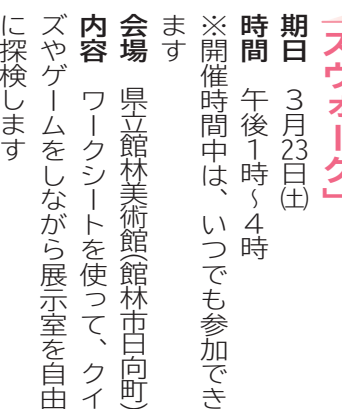 ズウォーク」
期日　３月23日㈯
時間　午後１時～４時
※開催時間中は、いつでも参加でき
ます
会場　県立館林美術館(館林市日向町)
内容　ワークシートを使って、クイ
ズやゲームをしながら展示室を自由
に探検します